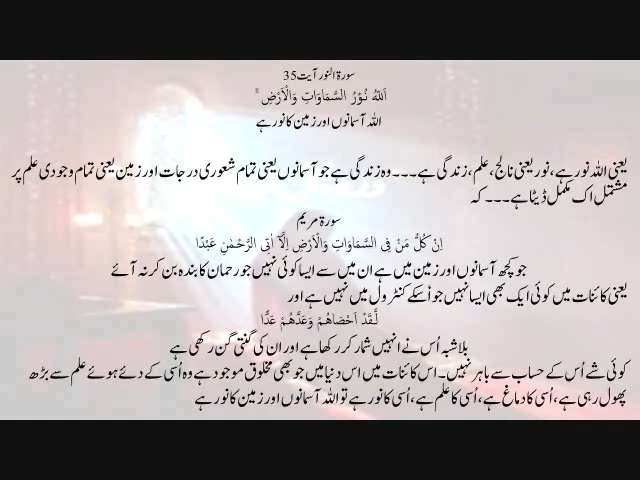 سورۃ النور آیت 35
اَللّٰهُ نُوْرُ السَّمَاوَاتِ وَالْاَرْضِ ۚ
اللہ آسمانوں اور زمین کا نور ہے
یعنی اللہ نور ہے، نور یعنی نالج، علم، زندگی ہے۔۔۔ وہ زندگی ہے جو آسمانوں یعنی تمام شعوری درجات اور زمین یعنی تمام وجودی علم پر
مشتمل اک مکمل ڈیٹا ہے۔۔۔ کہ
سورۃ مریم
اِنْ كُلُّ مَنْ فِى السَّمَاوَاتِ وَالْاَرْضِ اِلَّآ اٰتِى الرَّحْمٰنِ عَبْدًا
جو کچھ آسمانوں اور زمین میں ہے ان میں سے ایسا کوئی نہیں جو رحمان کا بندہ بن کر نہ آئے
یعنی کائنات میں کوئی ایک بھی ایسا نہیں جو اُسکے کنٹرول میں نہیں ہے اور
لَّقَدْ اَحْصَاهُمْ وَعَدَّهُمْ عَدًّا
بلاشبہ اُس نے انہیں شمار کر رکھا ہے اور ان کی گنتی گن رکھی ہے
کوئی شے اُس کے حساب سے باہر نہیں۔ اس کائنات میں اس دنیا میں جو بھی مخلوق موجود ہے وہ اُسی کے دئے ہوئے علم سے بڑھ
پھول رہی ہے، اُسی کا دماغ ہے، اُسی کا علم ہے، اُسی کا نور ہے تو اللہ آسمانوں اور زمین کا نور ہے